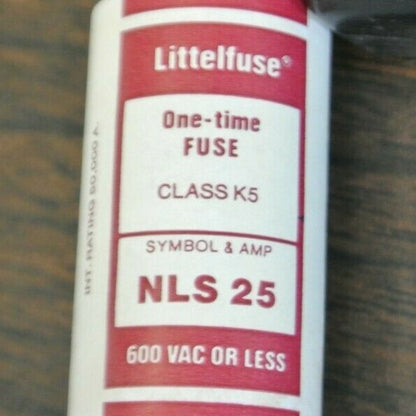 Littelfuse®
One-time
FUSE
CLASS K5
SYMBOL & AMP
NLS 25
600 VAC OR LESS
INT. RATING 50,000 A.